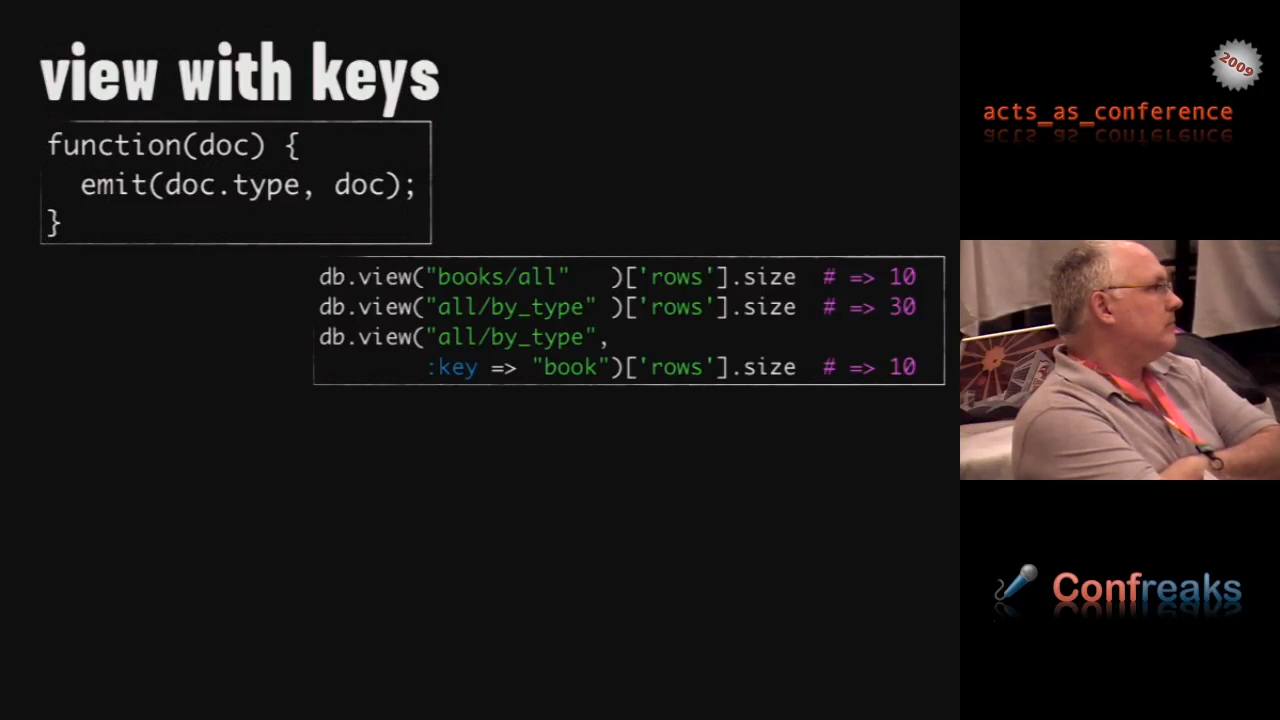 view with keys
function(doc) {
  emit(doc.type, doc);
}
db.view("books/all"   )['rows'].size  # => 10
db.view("all/by_type" )['rows'].size  # => 30
db.view("all/by_type",
        :key => "book")['rows'].size  # => 10
2009
acts_as_conference
Confreaks